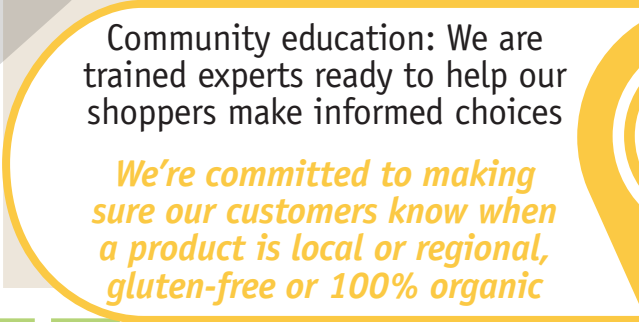 Community education: We are
trained experts ready to help our
shoppers make informed choices
We’re committed to making
sure our customers know when
a product is local or regional,
gluten-free or 100% organic